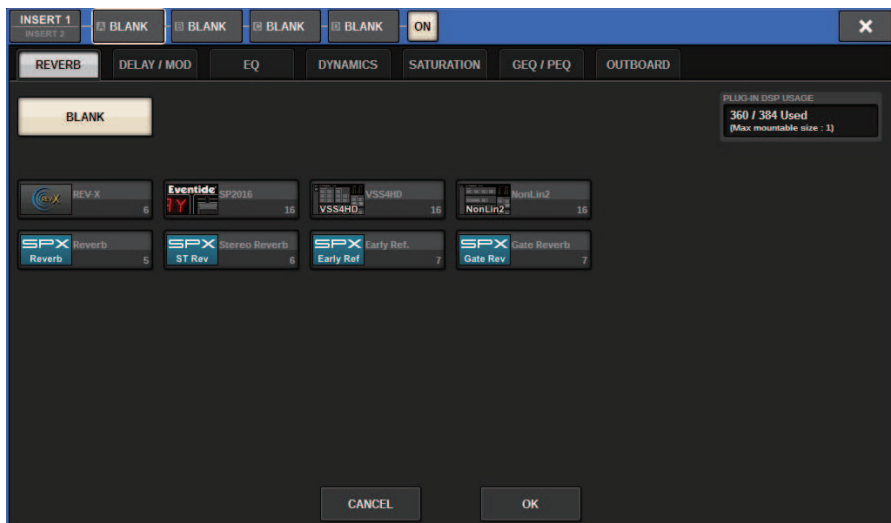 INSERT 1
INSERT 2
A BLANK
B BLANK
C BLANK
D BLANK
ON
REVERB
DELAY / MOD
EQ
DYNAMICS
SATURATION
GEQ / PEQ
OUTBOARD
BLANK
PLUG-IN DSP USAGE
360 / 384 Used
(Max mountable size : 1)
REV-X
REV-X
6
Eventide
SP2016
16
VSS4HD
VSS4HD
16
NonLin2
NonLin2
16
SPX
Reverb
Reverb
5
SPX
ST Rev
Stereo Reverb
6
SPX
Early Ref
Early Ref.
7
SPX
Gate Rev
Gate Reverb
7
CANCEL
OK